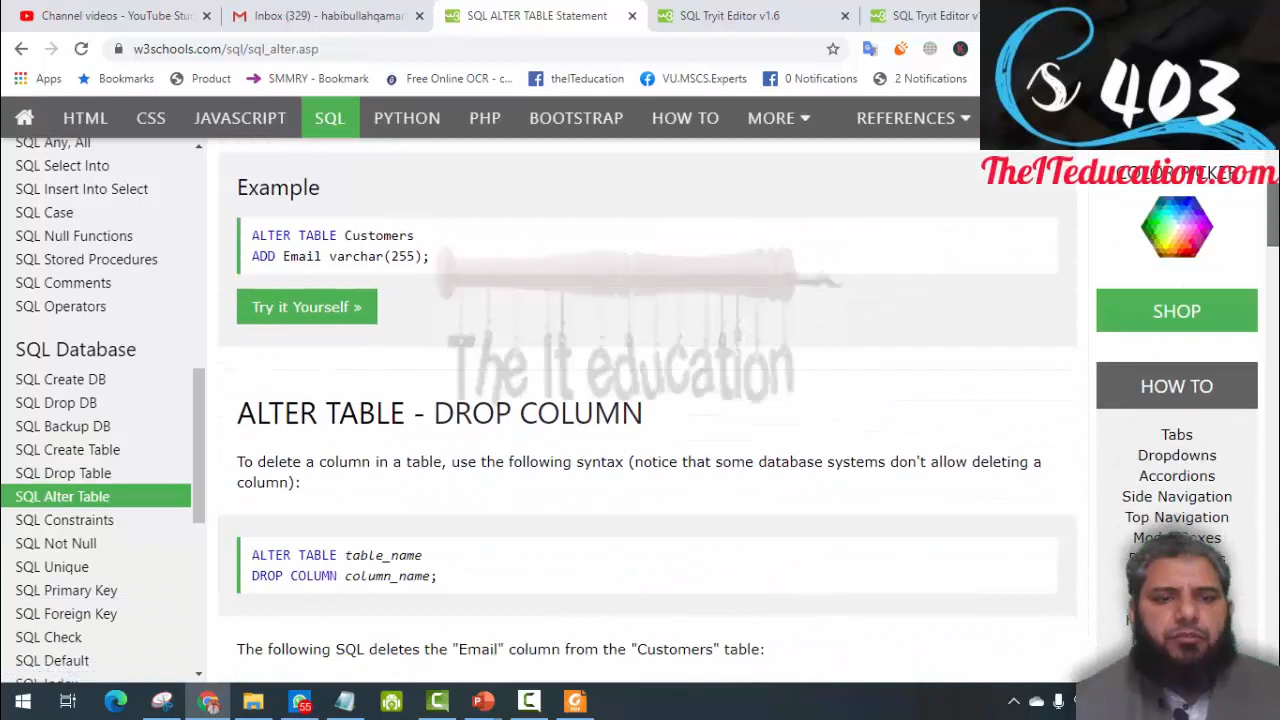 Channel videos - YouTube Stu
Inbox (329) - habibullahqamar
SQL ALTER TABLE Statement
SQL Tryit Editor v1.6
SQL Tryit Editor v
w3schools.com/sql/sql_alter.asp
Apps
Bookmarks
Product
SMMRY - Bookmark
Free Online OCR - c...
theITeducation
VU.MSCS.Experts
0 Notifications
2 Notifications
CS 403
TheITeducation.com
HTML
CSS
JAVASCRIPT
SQL
PYTHON
PHP
BOOTSTRAP
HOW TO
MORE
REFERENCES
SQL Any, All
SQL Select Into
SQL Insert Into Select
SQL Case
SQL Null Functions
SQL Stored Procedures
SQL Comments
SQL Operators
SQL Database
SQL Create DB
SQL Drop DB
SQL Backup DB
SQL Create Table
SQL Drop Table
SQL Alter Table
SQL Constraints
SQL Not Null
SQL Unique
SQL Primary Key
SQL Foreign Key
SQL Check
SQL Default
Example
ALTER TABLE Customers
ADD Email varchar(255);
Try it Yourself »
The It education
ALTER TABLE - DROP COLUMN
To delete a column in a table, use the following syntax (notice that some database systems don't allow deleting a
column):
ALTER TABLE table_name
DROP COLUMN column_name;
The following SQL deletes the "Email" column from the "Customers" table:
COLOR PICKER
SHOP
HOW TO
Tabs
Dropdowns
Accordions
Side Navigation
Top Navigation
55